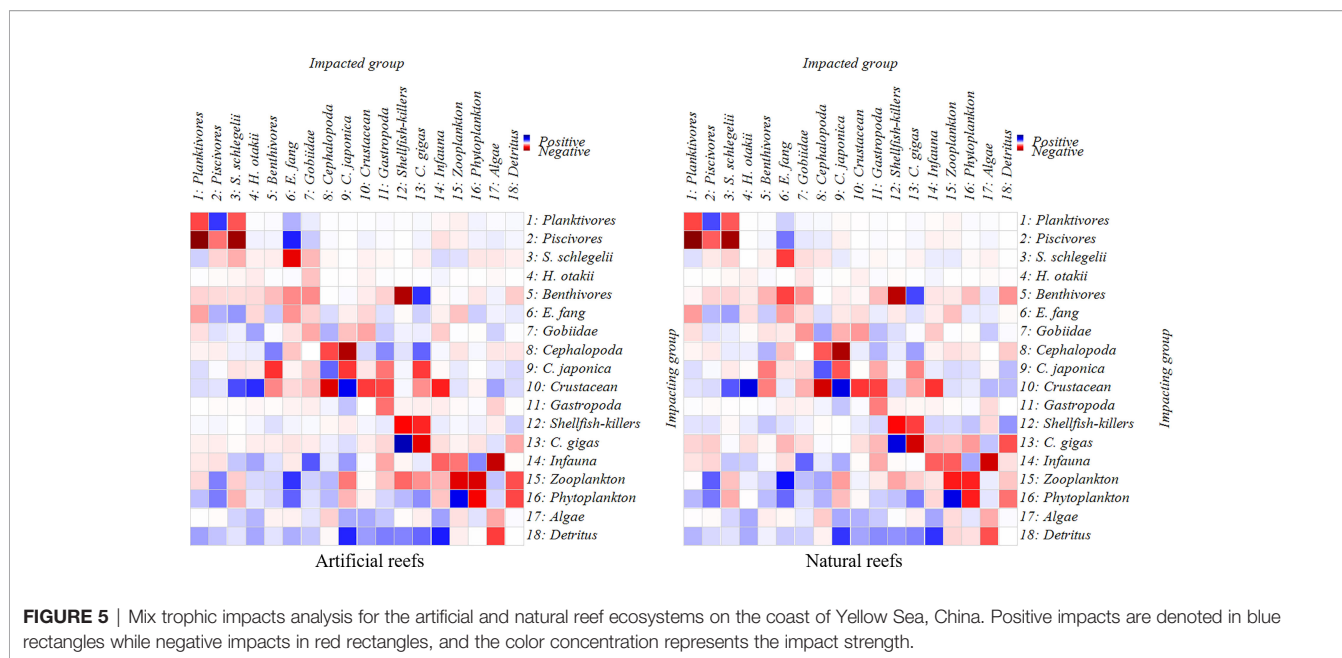 Impacted group
1: Planktivores
2: Piscivores
3: S. schlegelii
4: H. otakii
5: Benthivores
6: E. fang
7: Gobiidae
8: Cephalopoda
9: C. japonica
10: Crustacean
11: Gastropoda
12: Shellfish-killers
13: C. gigas
14: Infauna
15: Zooplankton
16: Phytoplankton
17: Algae
18: Detritus
Positive
Negative
1: Planktivores
2: Piscivores
3: S. schlegelii
4: H. otakii
5: Benthivores
6: E. fang
7: Gobiidae
8: Cephalopoda
9: C. japonica
10: Crustacean
11: Gastropoda
12: Shellfish-killers
13: C. gigas
14: Infauna
15: Zooplankton
16: Phytoplankton
17: Algae
18: Detritus
Impacting group
Artificial reefs
Impacted group
1: Planktivores
2: Piscivores
3: S. schlegelii
4: H. otakii
5: Benthivores
6: E. fang
7: Gobiidae
8: Cephalopoda
9: C. japonica
10: Crustacean
11: Gastropoda
12: Shellfish-killers
13: C. gigas
14: Infauna
15: Zooplankton
16: Phytoplankton
17: Algae
18: Detritus
Positive
Negative
1: Planktivores
2: Piscivores
3: S. schlegelii
4: H. otakii
5: Benthivores
6: E. fang
7: Gobiidae
8: Cephalopoda
9: C. japonica
10: Crustacean
11: Gastropoda
12: Shellfish-killers
13: C. gigas
14: Infauna
15: Zooplankton
16: Phytoplankton
17: Algae
18: Detritus
Impacting group
Natural reefs
FIGURE 5 | Mix trophic impacts analysis for the artificial and natural reef ecosystems on the coast of Yellow Sea, China. Positive impacts are denoted in blue
rectangles while negative impacts in red rectangles, and the color concentration represents the impact strength.